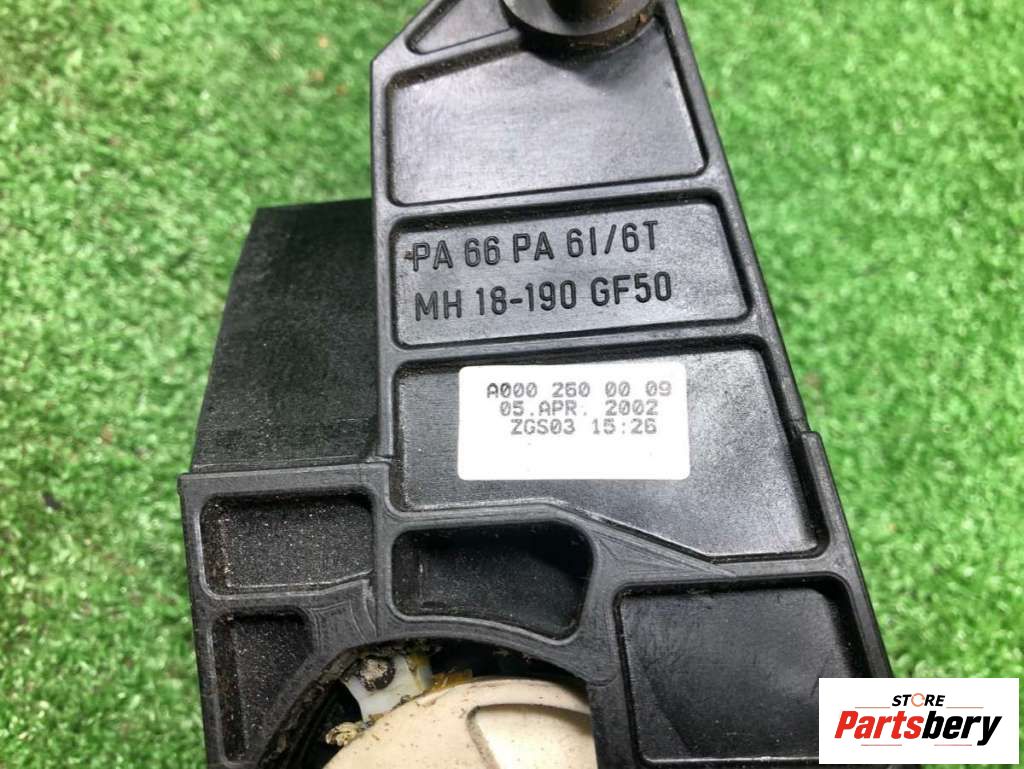 PA 66 PA 6I/6T
MH 18-190 GF50
A000 260 00 09
05.APR. 2002
ZGS03 15:26
STORE
Partsbery